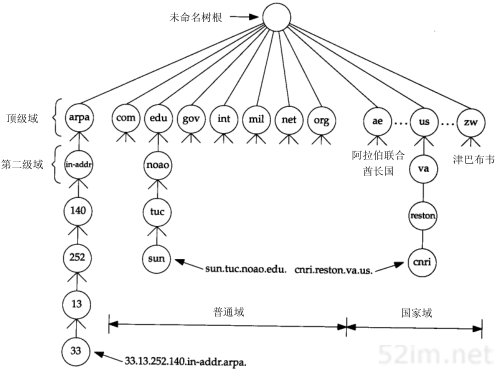 未命名树根
顶级域
arpa
com
edu
gov
int
mil
net
org
ae
...
us
...
zw
阿拉伯联合
酋长国
津巴布韦
第二级域
in-addr
noao
va
140
tuc
reston
252
sun
cnri
sun.tuc.noao.edu.
cnri.reston.va.us.
13
普通域
国家域
33
33.13.252.140.in-addr.arpa.
52im.net